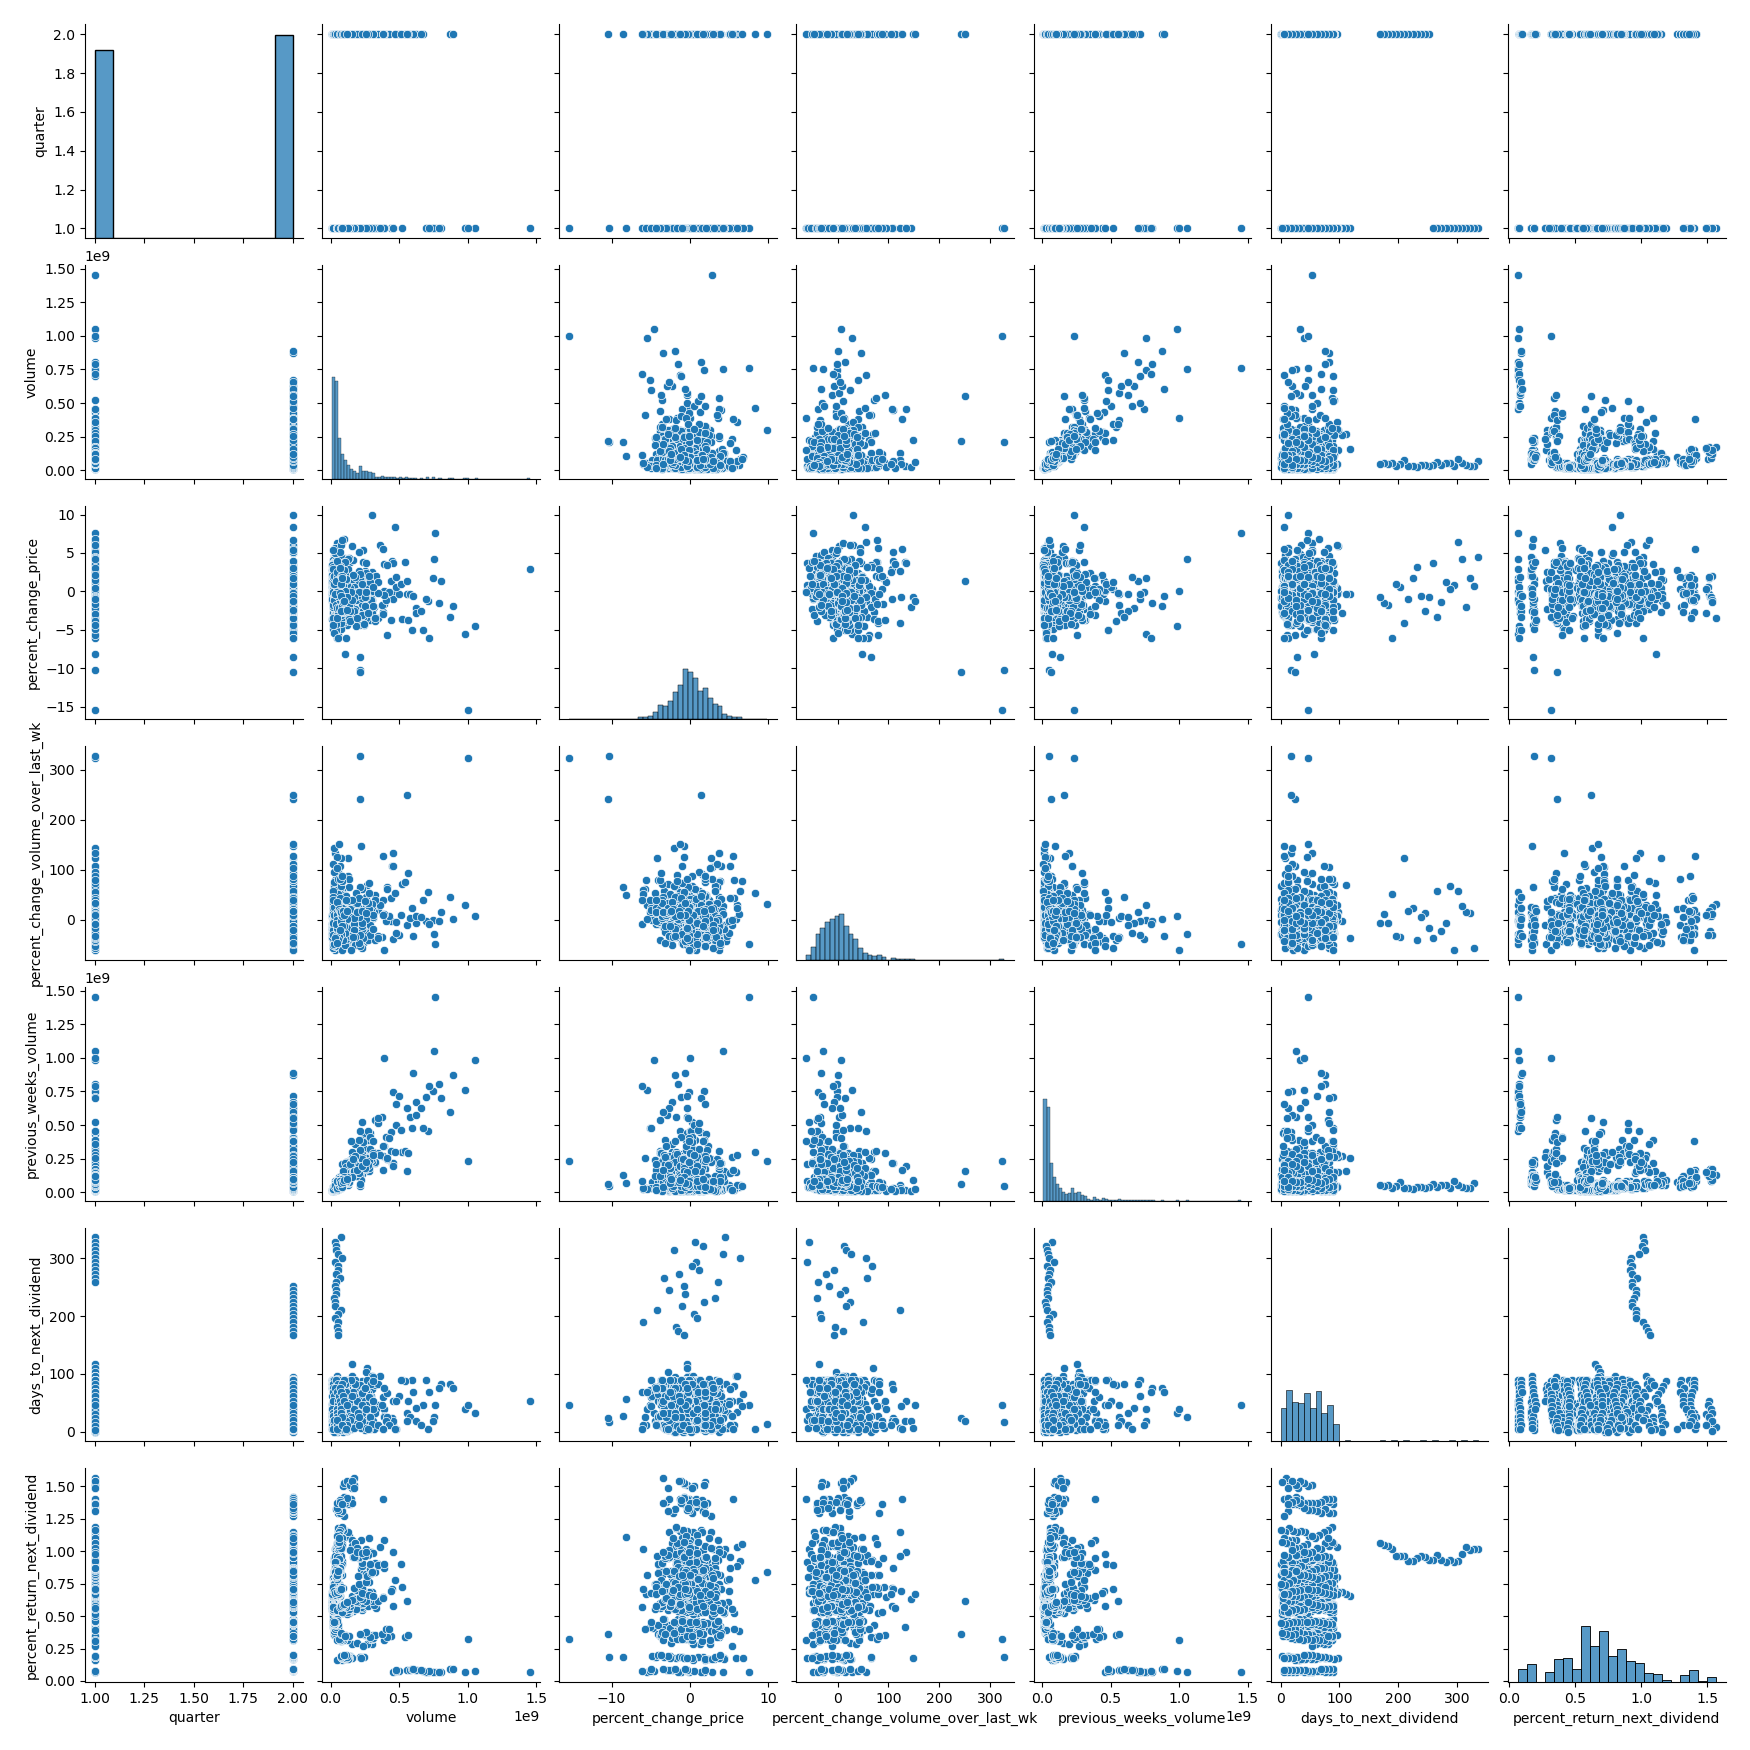 2.0
1.8
1.6
1.4
1.2
1.0
quarter
1e9
1.50
1.25
1.00
0.75
0.50
0.25
0.00
volume
10
5
0
−5
−10
−15
percent_change_price
300
200
100
0
percent_change_volume_over_last_wk
1e9
1.50
1.25
1.00
0.75
0.50
0.25
0.00
previous_weeks_volume
300
200
100
0
days_to_next_dividend
1.50
1.25
1.00
0.75
0.50
0.25
0.00
percent_return_next_dividend
1.00 1.25 1.50 1.75 2.00
quarter
0.0 0.5 1.0 1.5
volume 1e9
−10 0 10
percent_change_price
0 100 200 300
percent_change_volume_over_last_wk
0.0 0.5 1.0 1.5
previous_weeks_volume 1e9
0 100 200 300
days_to_next_dividend
0.0 0.5 1.0 1.5
percent_return_next_dividend